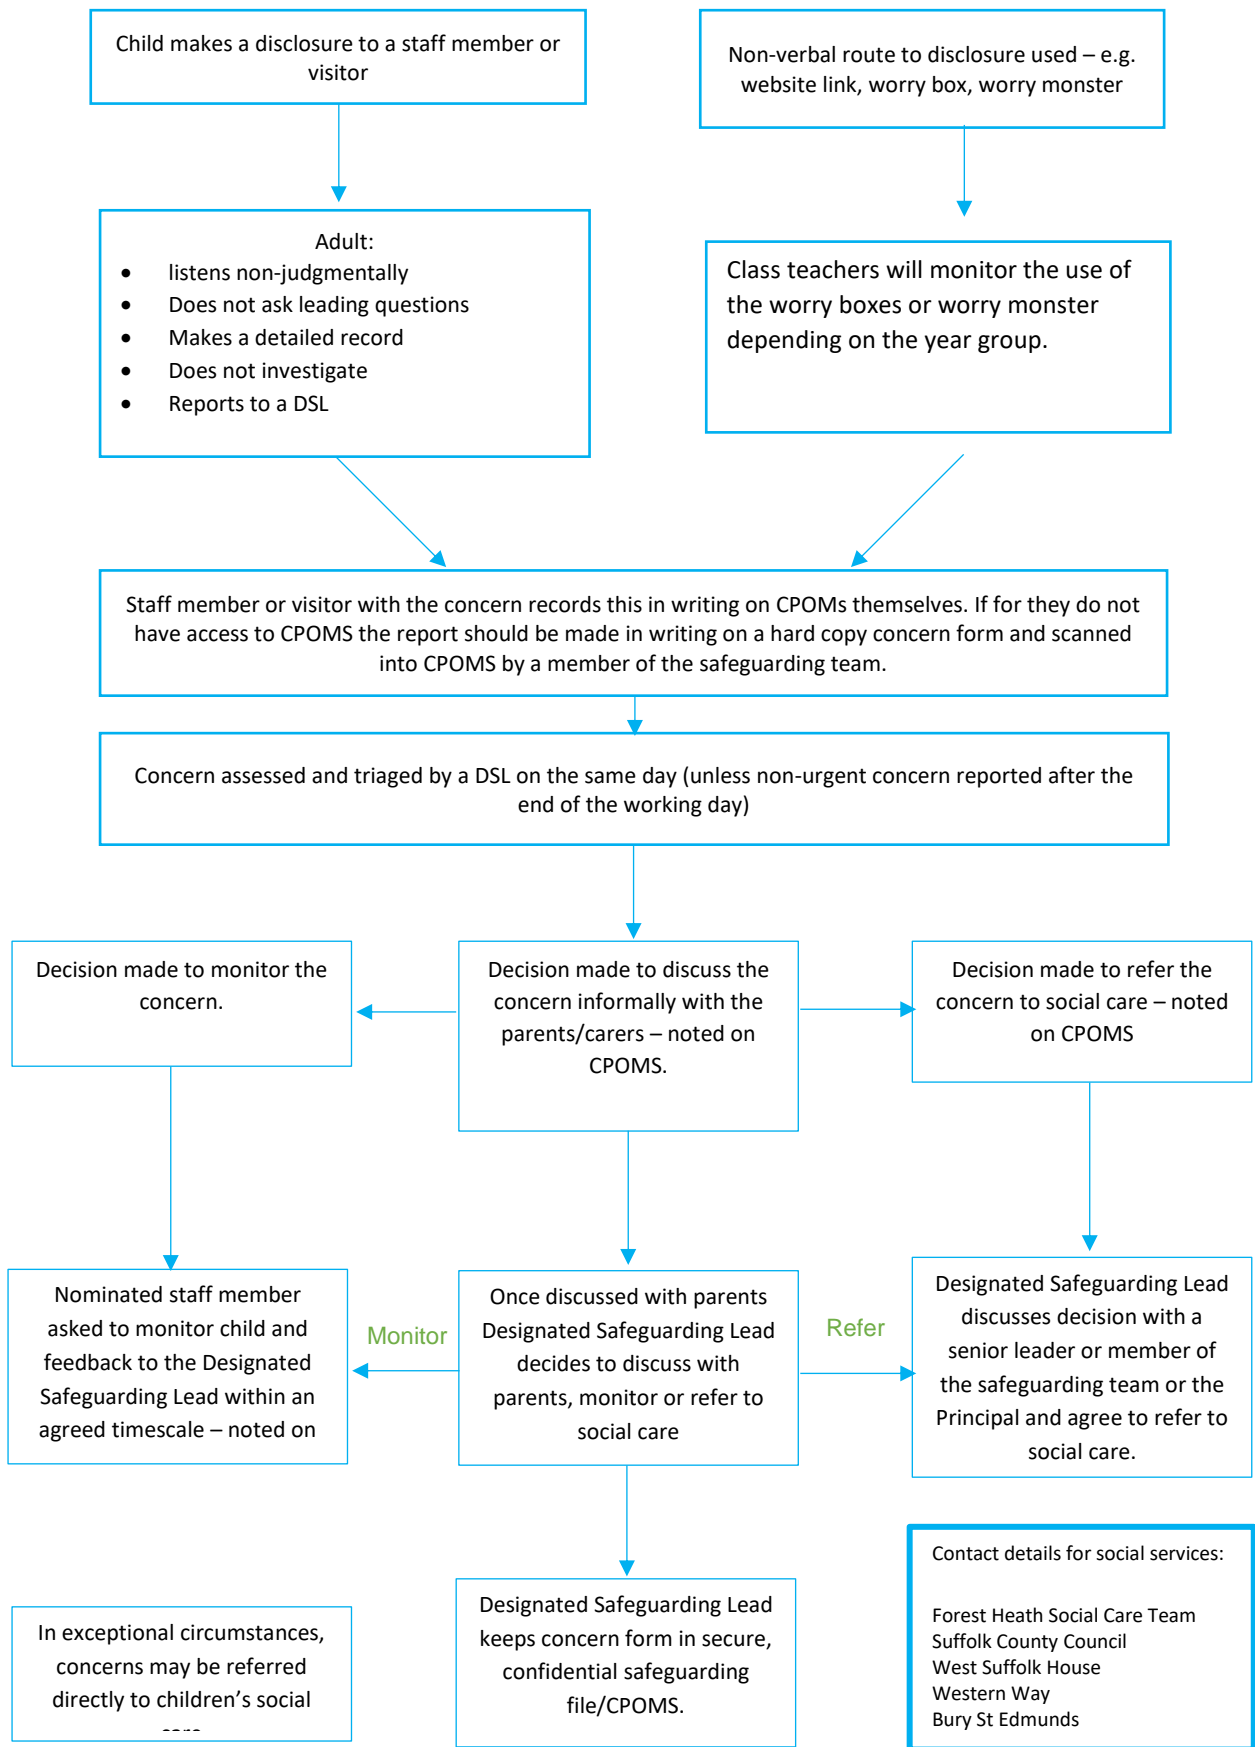 Child makes a disclosure to a staff member or
visitor
Non-verbal route to disclosure used – e.g.
website link, worry box, worry monster
Adult:
• listens non-judgmentally
• Does not ask leading questions
• Makes a detailed record
• Does not investigate
• Reports to a DSL
Class teachers will monitor the use of
the worry boxes or worry monster
depending on the year group.
Staff member or visitor with the concern records this in writing on CPOMs themselves. If for they do not
have access to CPOMS the report should be made in writing on a hard copy concern form and scanned
into CPOMS by a member of the safeguarding team.
Concern assessed and triaged by a DSL on the same day (unless non-urgent concern reported after the
end of the working day)
Decision made to monitor the
concern.
Decision made to discuss the
concern informally with the
parents/carers – noted on
CPOMS.
Decision made to refer the
concern to social care – noted
on CPOMS
Nominated staff member
asked to monitor child and
feedback to the Designated
Safeguarding Lead within an
agreed timescale – noted on
Monitor
Once discussed with parents
Designated Safeguarding Lead
decides to discuss with
parents, monitor or refer to
social care
Refer
Designated Safeguarding Lead
discusses decision with a
senior leader or member of
the safeguarding team or the
Principal and agree to refer to
social care.
In exceptional circumstances,
concerns may be referred
directly to children’s social
Designated Safeguarding Lead
keeps concern form in secure,
confidential safeguarding
file/CPOMS.
Contact details for social services:
Forest Heath Social Care Team
Suffolk County Council
West Suffolk House
Western Way
Bury St Edmunds